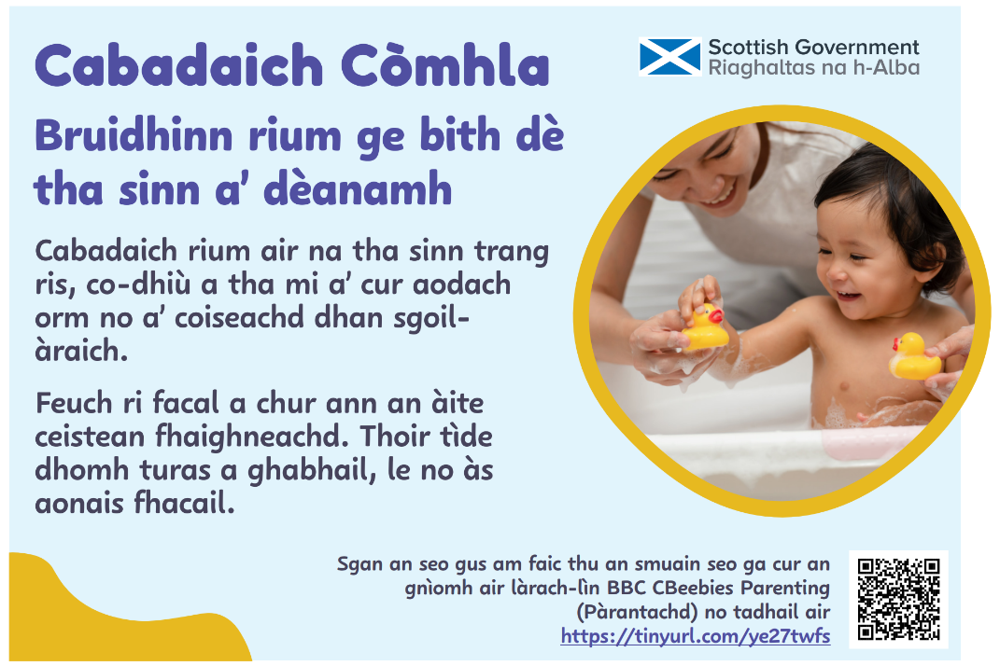 Cabadaich Còmhla
Scottish Government
Riaghaltas na h-Alba
Bruidhinn rium ge bith dè
tha sinn a’ dèanamh
Cabadaich rium air na tha sinn trang
ris, co-dhiù a tha mi a’ cur aodach
orm no a’ coiseachd dhan sgoil-
àraich.
Feuch ri facal a chur ann an àite
ceistean fhaighneachd. Thoir tìde
dhomh turas a ghabhail, le no às
aonais fhacail.
Sgan an seo gus am faic thu an smuain seo ga cur an
gnìomh air làrach-lìn BBC CBeebies Parenting
(Pàrantachd) no tadhail air
https://tinyurl.com/ye27twfs